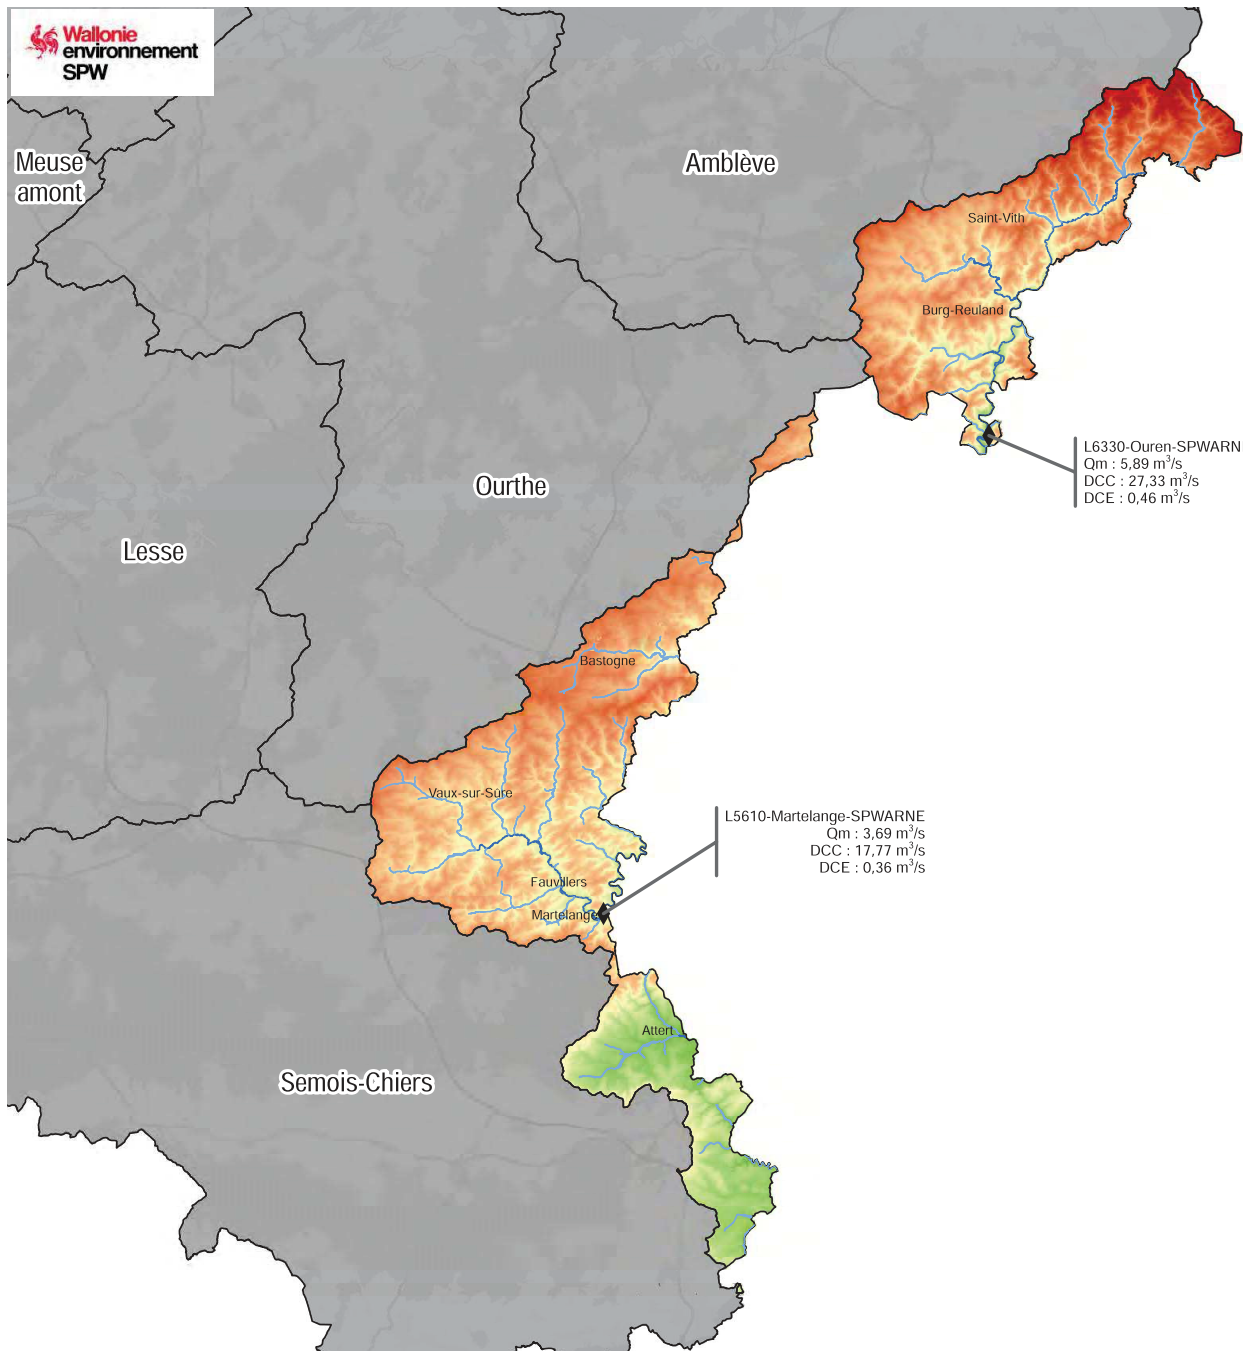 Wallonie
environnement
SPW
Meuse
amont
Amblève
Saint-Vith
Burg-Reuland
L6330-Ouren-SPWARN
Qm : 5,89 m³/s
DCC : 27,33 m³/s
DCE : 0,46 m³/s
Ourthe
Lesse
Bastogne
Vaux-sur-Sûre
L5610-Martelange-SPWARNE
Qm : 3,69 m³/s
DCC : 17,77 m³/s
DCE : 0,36 m³/s
Fauvillers
Martelange
Attert
Semois-Chiers